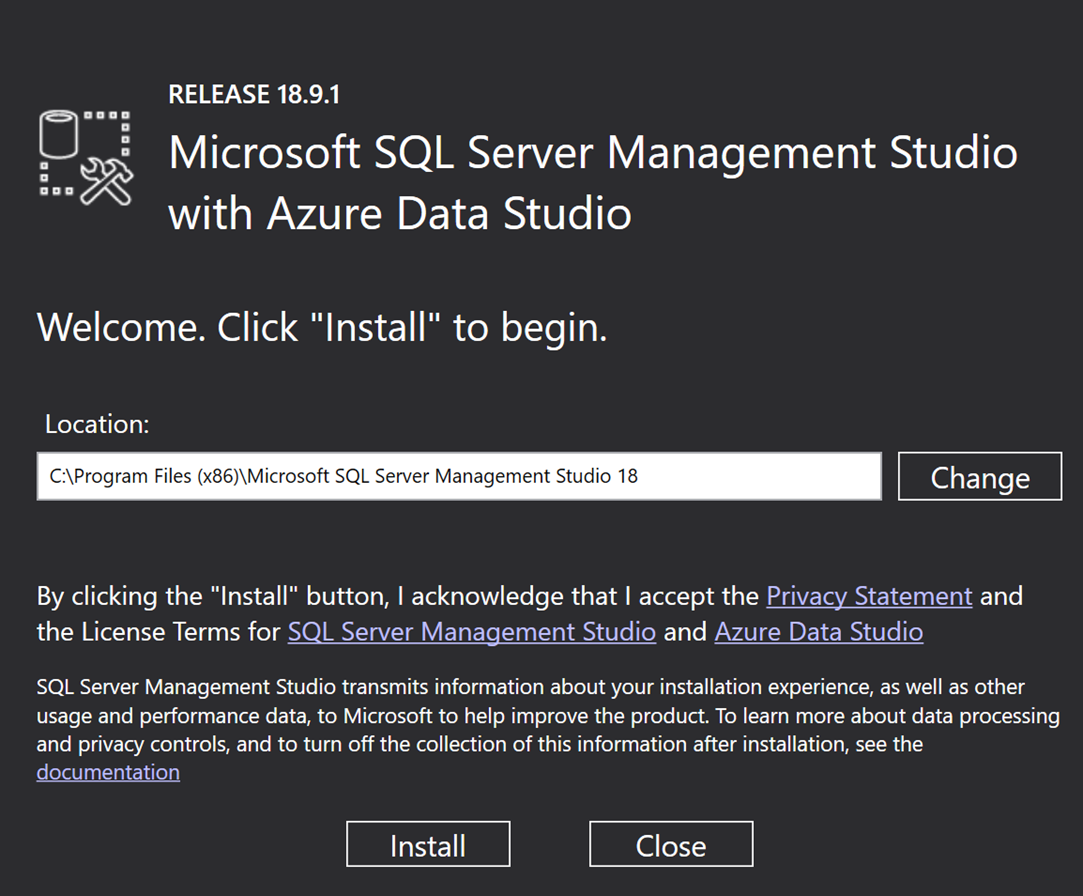 RELEASE 18.9.1
Microsoft SQL Server Management Studio
with Azure Data Studio
Welcome. Click "Install" to begin.
Location:
C:\Program Files (x86)\Microsoft SQL Server Management Studio 18
Change
By clicking the "Install" button, I acknowledge that I accept the Privacy Statement and
the License Terms for SQL Server Management Studio and Azure Data Studio
SQL Server Management Studio transmits information about your installation experience, as well as other
usage and performance data, to Microsoft to help improve the product. To learn more about data processing
and privacy controls, and to turn off the collection of this information after installation, see the
documentation
Install
Close